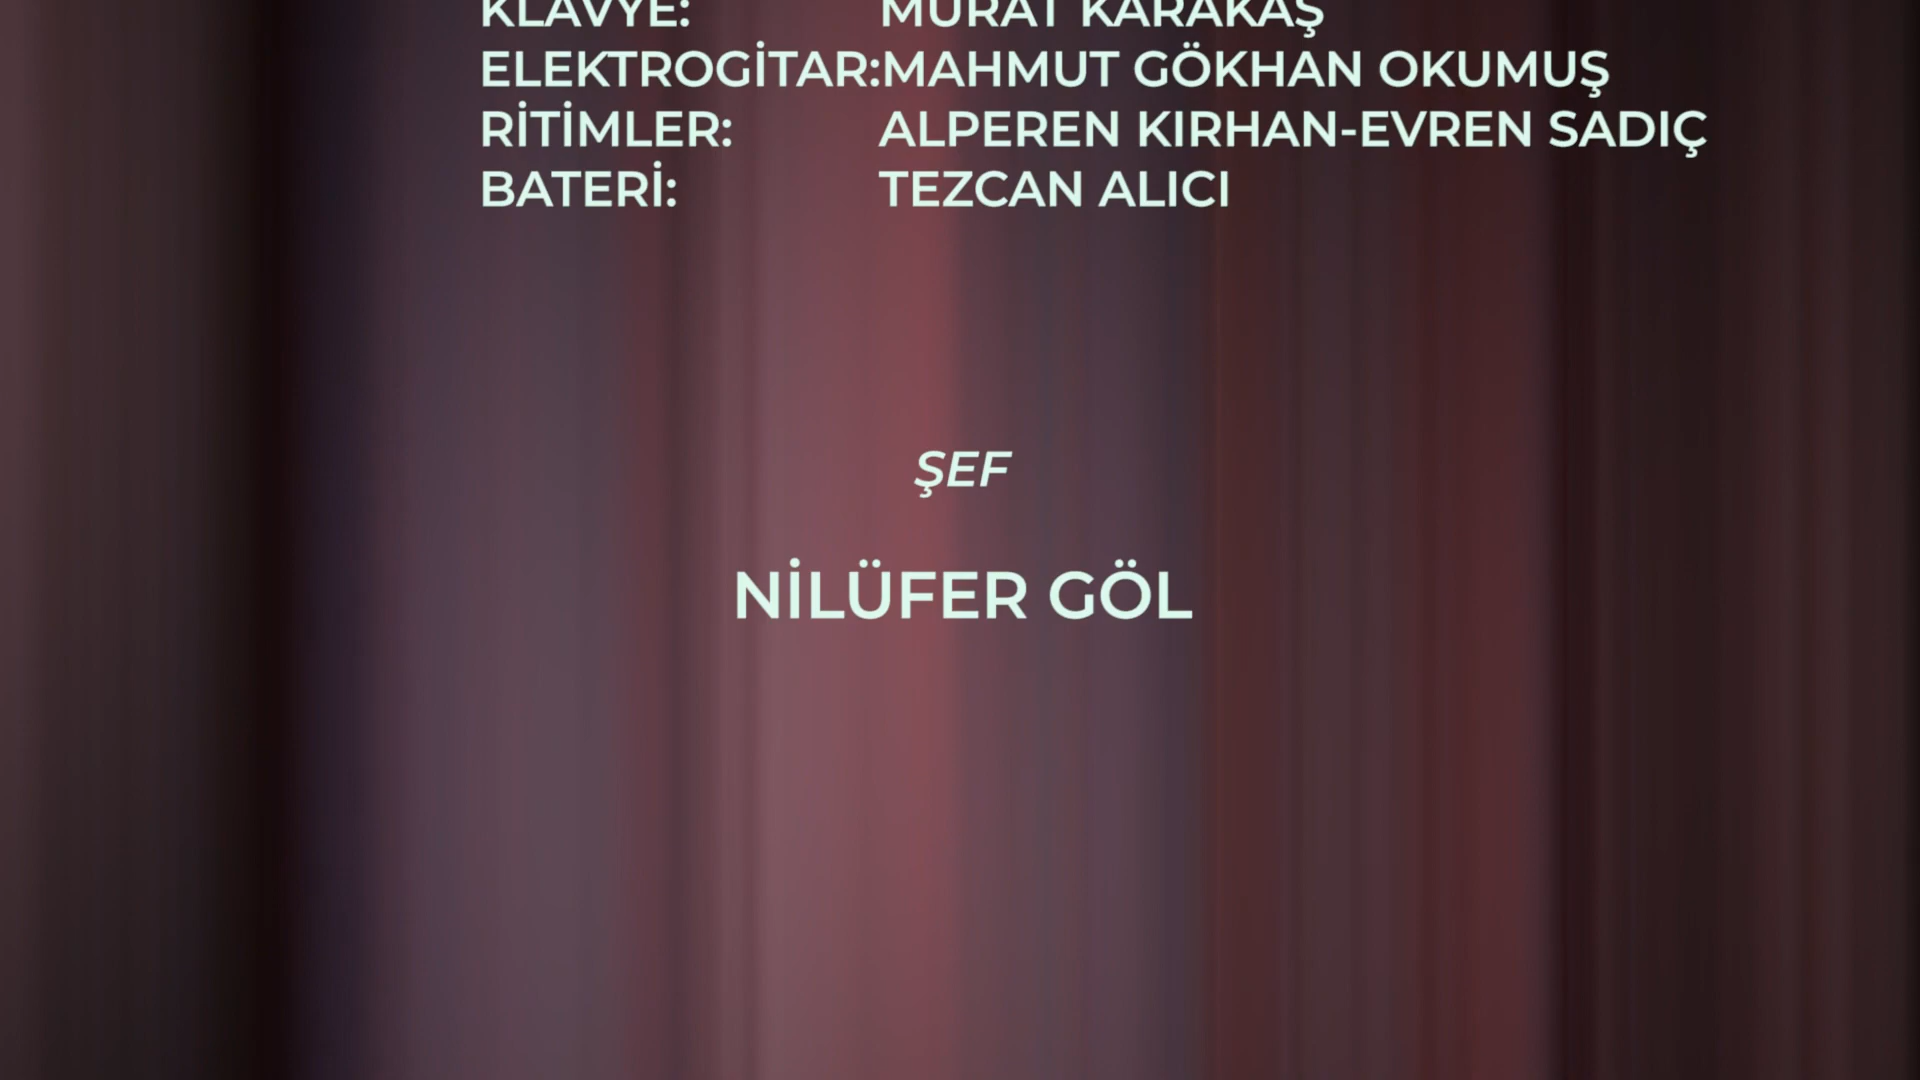 KLAVYE: MURAT KARAKAŞ
ELEKTROGİTAR:MAHMUT GÖKHAN OKUMUŞ
RİTİMLER: ALPEREN KIRHAN-EVREN SADIÇ
BATERİ: TEZCAN ALICI
ŞEF
NİLÜFER GÖL